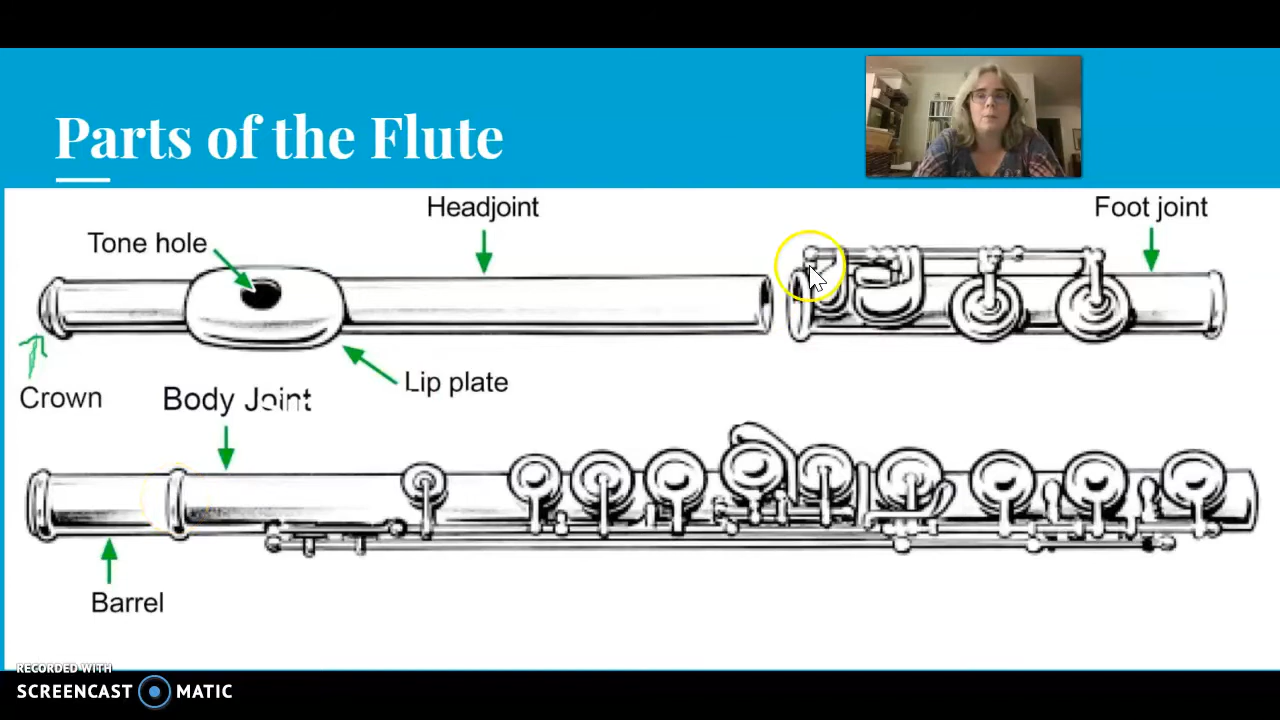 Parts of the Flute
Headjoint
Foot joint
Tone hole
Lip plate
Crown
Body Joint
Barrel
RECORDED WITH
SCREENCAST MATIC